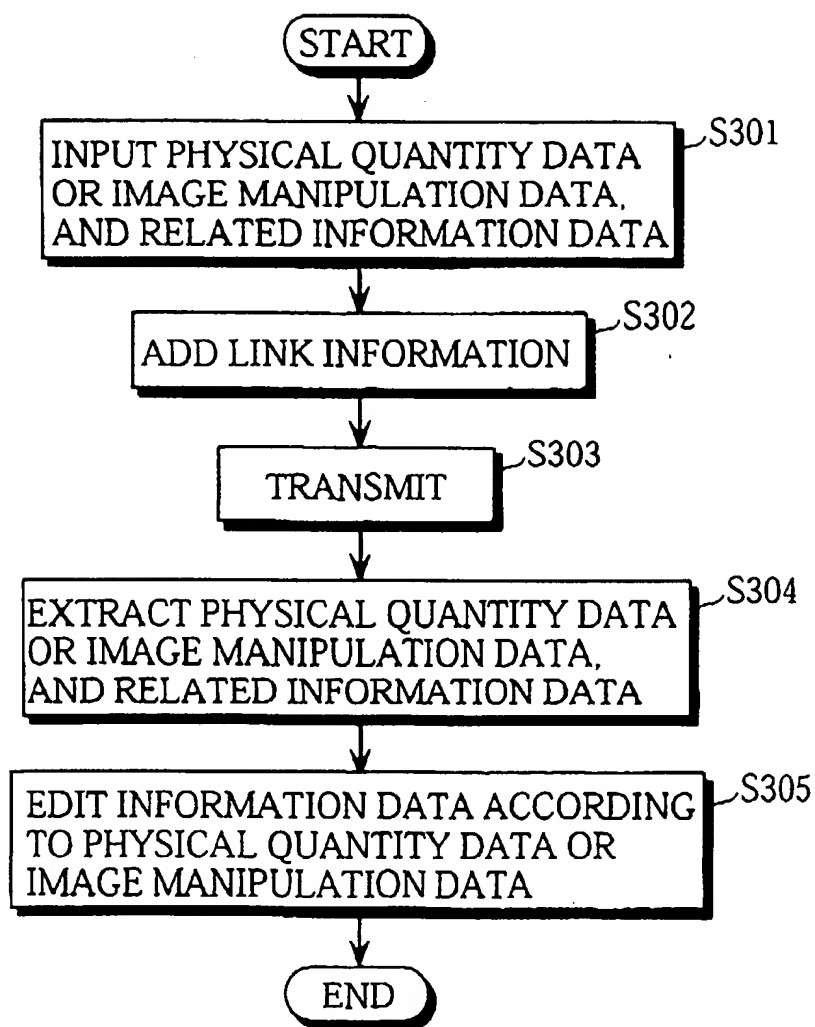 START
S301
INPUT PHYSICAL QUANTITY DATA
OR IMAGE MANIPULATION DATA,
AND RELATED INFORMATION DATA
S302
ADD LINK INFORMATION
S303
TRANSMIT
S304
EXTRACT PHYSICAL QUANTITY DATA
OR IMAGE MANIPULATION DATA,
AND RELATED INFORMATION DATA
S305
EDIT INFORMATION DATA ACCORDING
TO PHYSICAL QUANTITY DATA OR
IMAGE MANIPULATION DATA
END